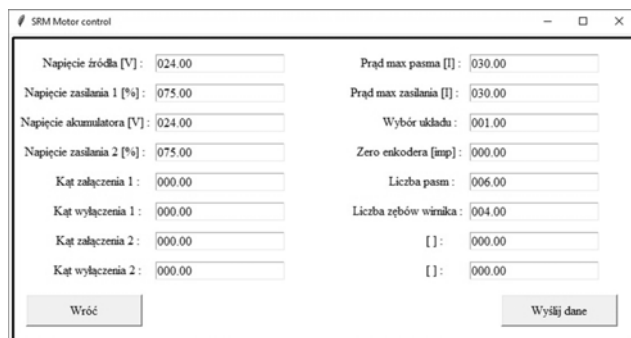 SRM Motor control
Napięcie źródła [V] : 024.00 Prąd max pasma [I] : 030.00
Napięcie zasilania 1 [%] : 075.00 Prąd max zasilania [I] : 030.00
Napięcie akumulatora [V] : 024.00 Wybór układu : 001.00
Napięcie zasilania 2 [%] : 075.00 Zero enkodera [imp] : 000.00
Kąt załączenia 1 : 000.00 Liczba pasm : 006.00
Kąt wyłączenia 1 : 000.00 Liczba zębów wirnika : 004.00
Kąt załączenia 2 : 000.00 [ ] : 000.00
Kąt wyłączenia 2 : 000.00 [ ] : 000.00
Wróć Wyślij dane